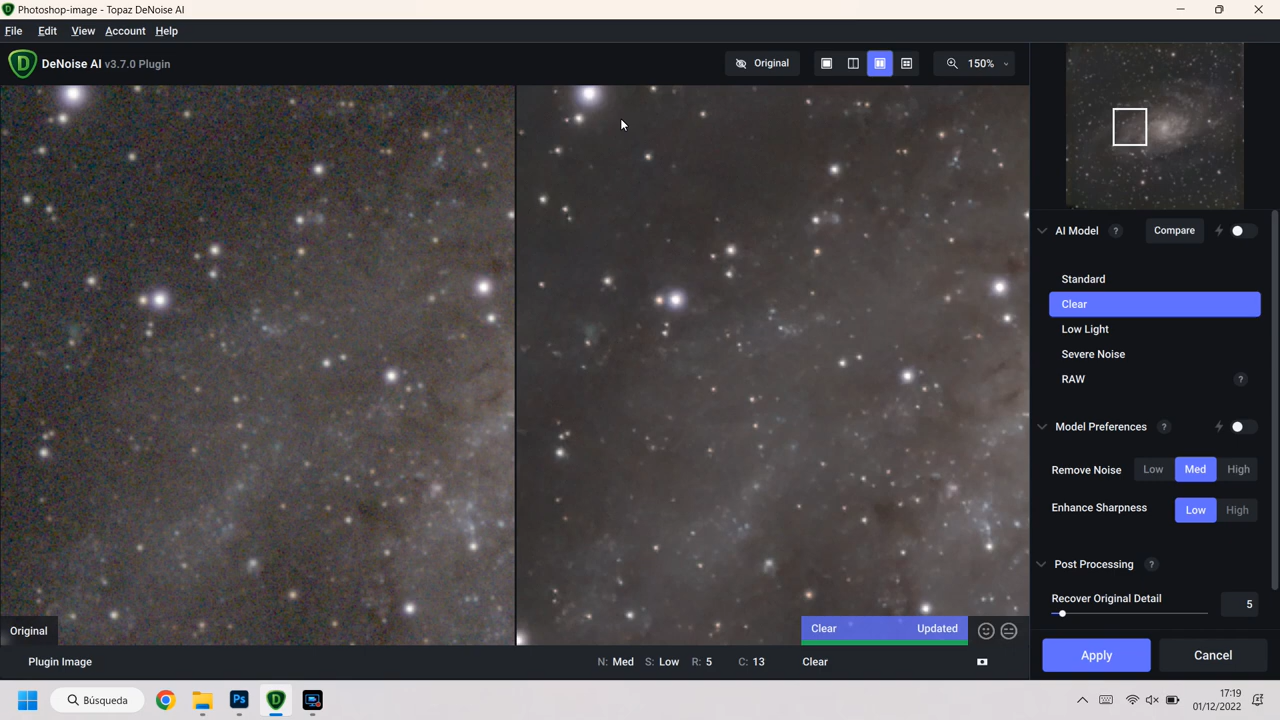 Photoshop-image - Topaz DeNoise AI
File Edit View Account Help
DeNoise AI v3.7.0 Plugin
Original
150%
AI Model ? Compare
Standard
Clear
Low Light
Severe Noise
RAW ?
Model Preferences ?
Remove Noise Low Med High
Enhance Sharpness Low High
Post Processing ?
Recover Original Detail 5
Original
Clear Updated
Plugin Image
N: Med S: Low R: 5 C: 13 Clear
Apply Cancel
Búsqueda
Ps
17:19
01/12/2022